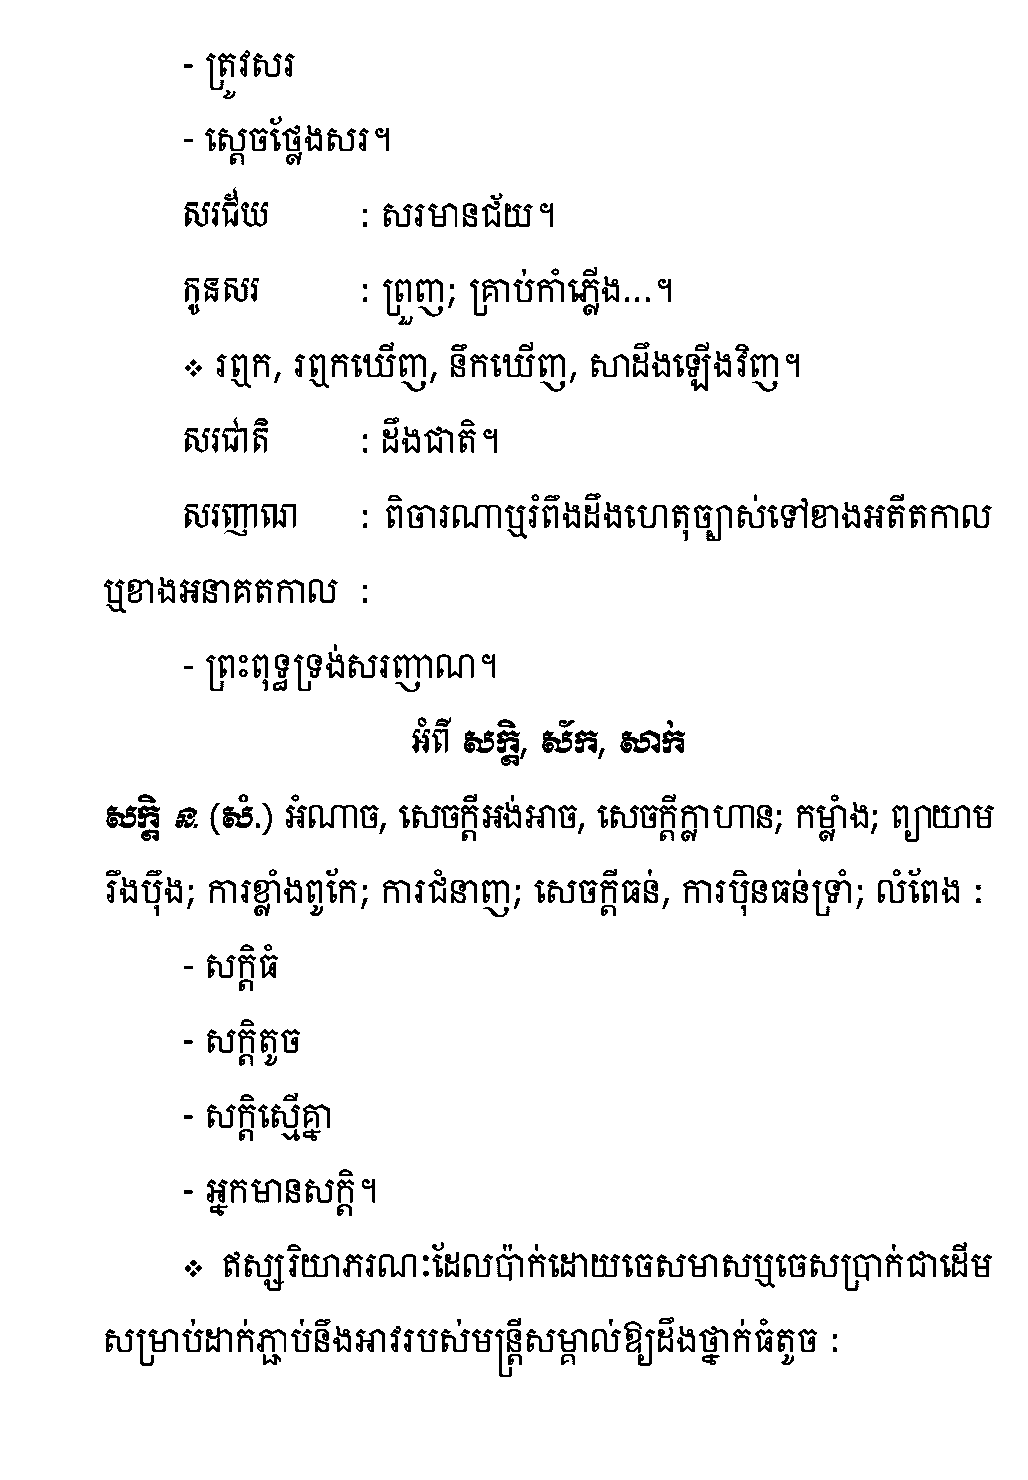 - ត្រូវសរ
- ស្ដេចផ្លែងសរ។
សរជ័យ : សរមានជ័យ។
កូនសរ : ព្រួញ; គ្រាប់កាំភ្លើង...។
❖ រឭក, រឭកឃើញ, នឹកឃើញ, សាដឹងឡើងវិញ។
សរជាតិ : ដឹងជាតិ។
សរញាណ : ពិចារណាឬរំពឹងដឹងហេតុច្បាស់ទៅខាងអតីតកាល
ឬខាងអនាគតកាល :
- ព្រះពុទ្ធទ្រង់សរញាណ។
អំពី សក្តិ, ស័ក, សាក់
សក្តិ ន. (សំ.) អំណាច, សេចក្ដីអង់អាច, សេចក្ដីក្លាហាន; កម្លាំង; ព្យាយាម
រឹងប៉ឹង; ការខ្លាំងពូកែ; ការជំនាញ; សេចក្ដីធន់, ការប៉ិនធន់ទ្រាំ; លំពែង :
- សក្តិធំ
- សក្តិតូច
- សក្តិស្មើគ្នា
- អ្នកមានសក្តិ។
❖ ឥស្សរិយាភរណៈដែលប៉ាក់ដោយចេសមាសឬចេសប្រាក់ជាដើម
សម្រាប់ដាក់ភ្ជាប់នឹងអាវរបស់មន្ត្រីសម្គាល់ឱ្យដឹងថ្នាក់ធំតូច :